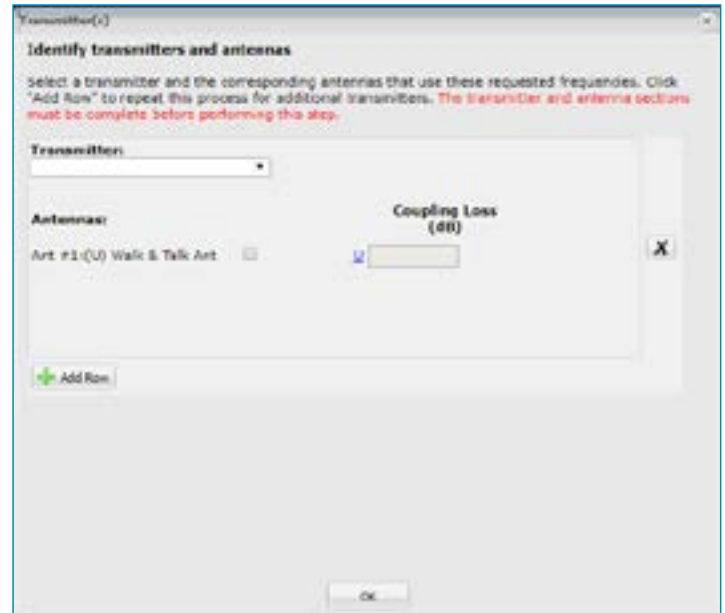 Transmitter(s)
Identify transmitters and antennas
Select a transmitter and the corresponding antennas that use these requested frequencies. Click
"Add Row" to repeat this process for additional transmitters. The transmitter and antenna sections
must be complete before performing this step.
Transmitter:
Antennas:
Coupling Loss
(dB)
Ant #1:(U) Walk & Talk Ant
U
X
Add Row
OK